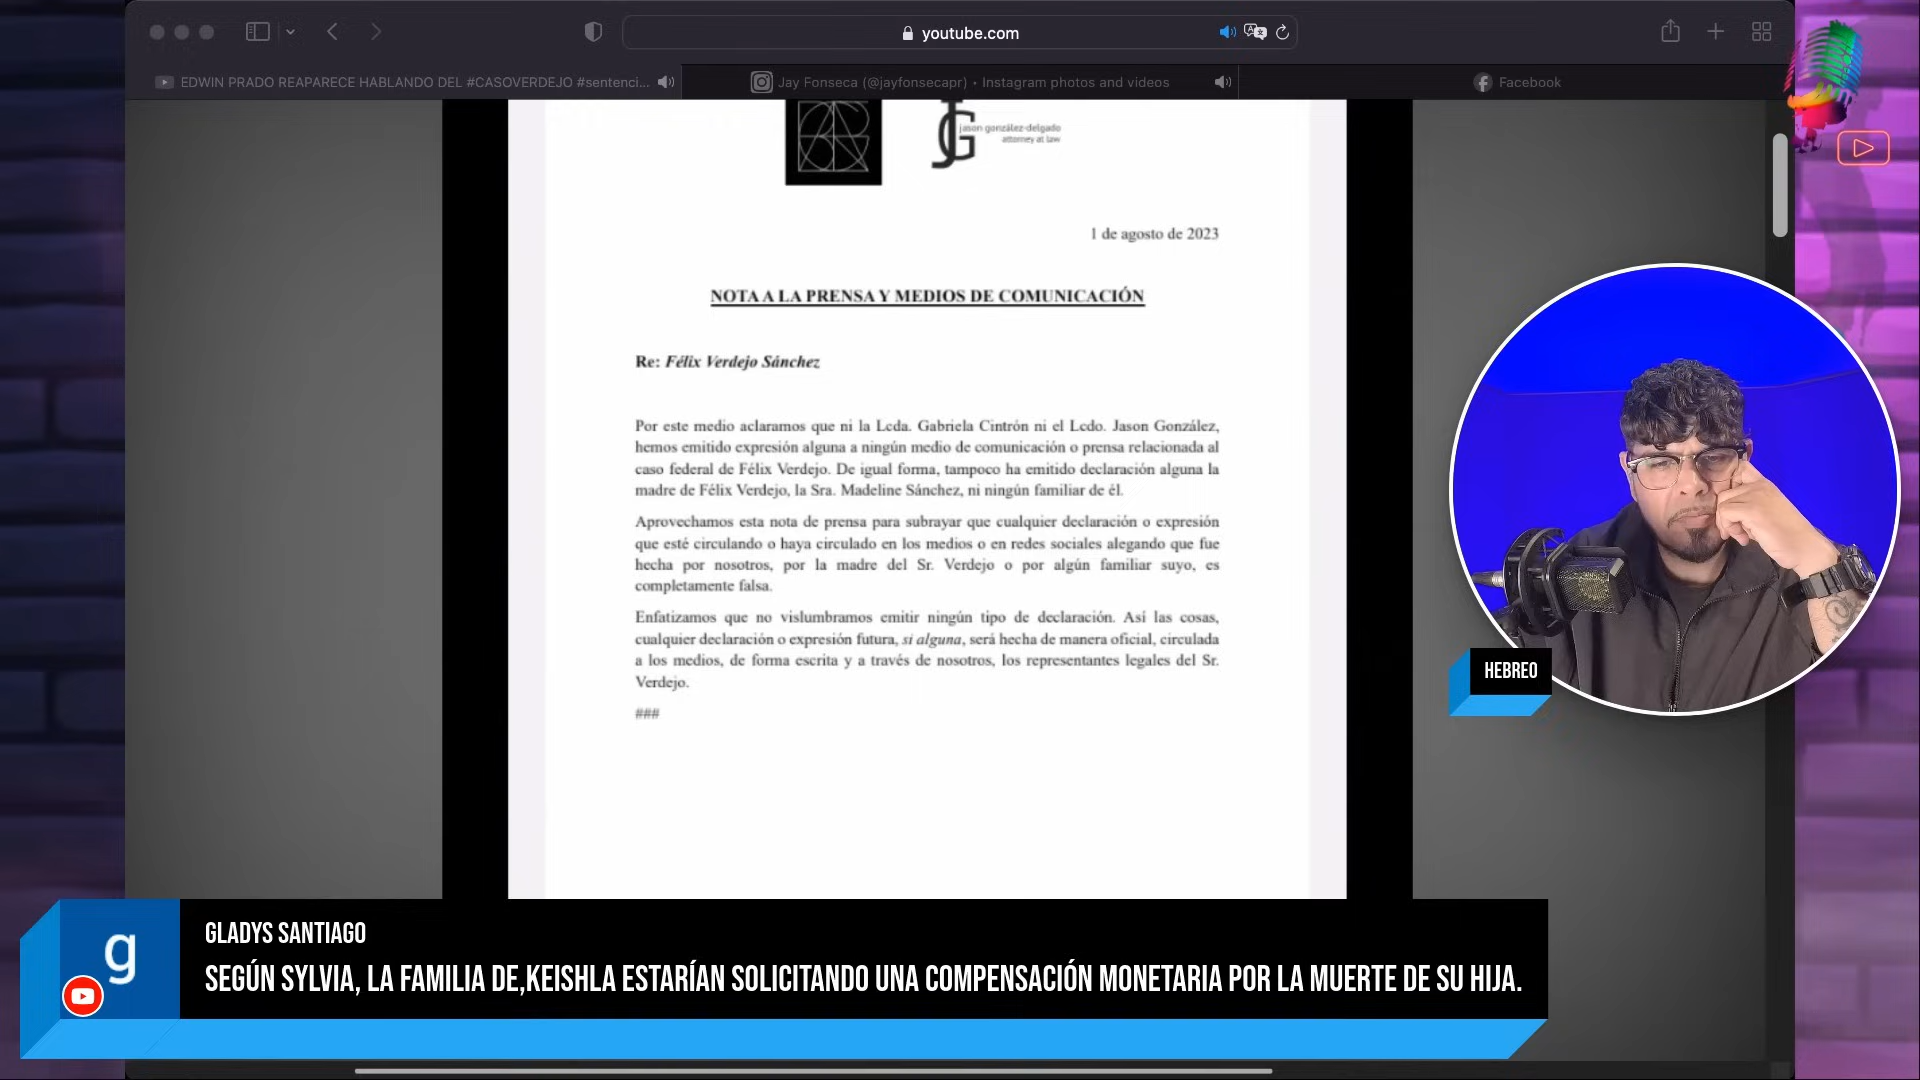 youtube.com
EDWIN PRADO REAPARECE HABLANDO DEL #CASOVERDEJO #sentenci...
Jay Fonseca (@jayfonsecapr) • Instagram photos and videos
Facebook
JG
jason gonzález-delgado
attorney at law
1 de agosto de 2023
NOTA A LA PRENSA Y MEDIOS DE COMUNICACIÓN
Re: Félix Verdejo Sánchez
Por este medio aclaramos que ni la Lcda. Gabriela Cintrón ni el Lcdo. Jason González,
hemos emitido expresión alguna a ningún medio de comunicación o prensa relacionada al
caso federal de Félix Verdejo. De igual forma, tampoco ha emitido declaración alguna la
madre de Félix Verdejo, la Sra. Madeline Sánchez, ni ningún familiar de él.
Aprovechamos esta nota de prensa para subrayar que cualquier declaración o expresión
que esté circulando o haya circulado en los medios o en redes sociales alegando que fue
hecha por nosotros, por la madre del Sr. Verdejo o por algún familiar suyo, es
completamente falsa.
Enfatizamos que no vislumbramos emitir ningún tipo de declaración. Así las cosas,
cualquier declaración o expresión futura, si alguna, será hecha de manera oficial, circulada
a los medios, de forma escrita y a través de nosotros, los representantes legales del Sr.
Verdejo.
###
HEBREO
g
GLADYS SANTIAGO
SEGÚN SYLVIA, LA FAMILIA DE,KEISHLA ESTARÍAN SOLICITANDO UNA COMPENSACIÓN MONETARIA POR LA MUERTE DE SU HIJA.